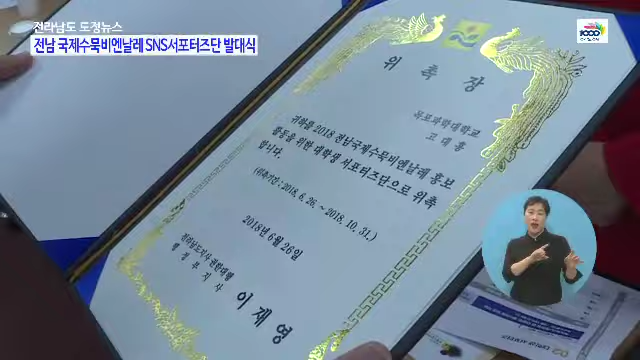 전라남도 도정뉴스
전남 국제수묵비엔날레 SNS서포터즈단 발대식
위 촉 장
목포과학대학교
고 태 흥
귀하를 2018 전남국제수묵비엔날레 홍보
활동을 위한 대학생 서포터즈단으로 위촉
합니다.
(위촉기간 : 2018. 6. 26. ~ 2018. 10. 31.)
2018년 6월 26일
전라남도지사 권한대행
행 정 부 지 사
이 재 영